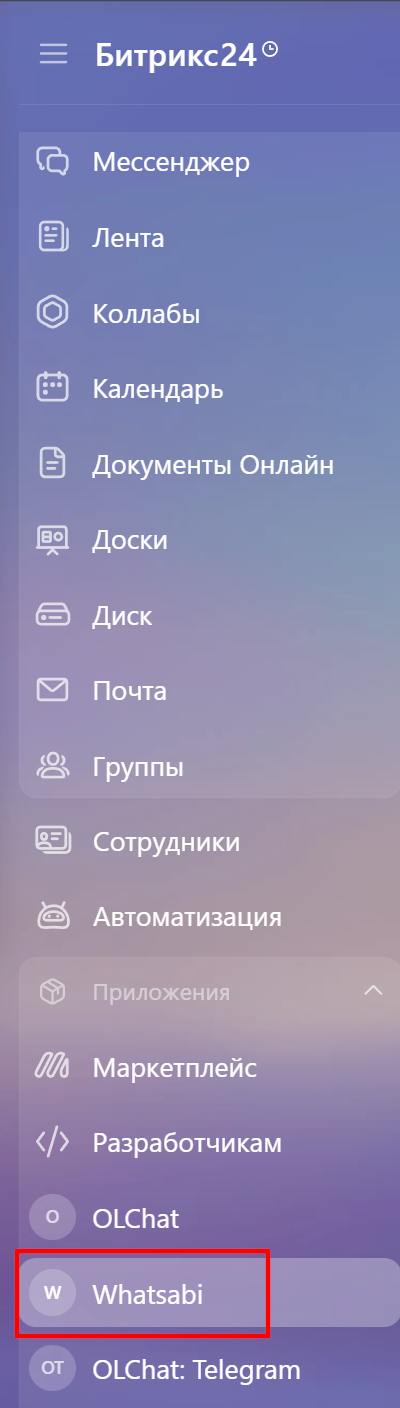 Битрикс24
Мессенджер
Лента
Коллабы
Календарь
Документы Онлайн
Доски
Диск
Почта
Группы
Сотрудники
Автоматизация
Приложения
Маркетплейс
Разработчикам
O OLChat
W Whatsabi
OT OLChat: Telegram